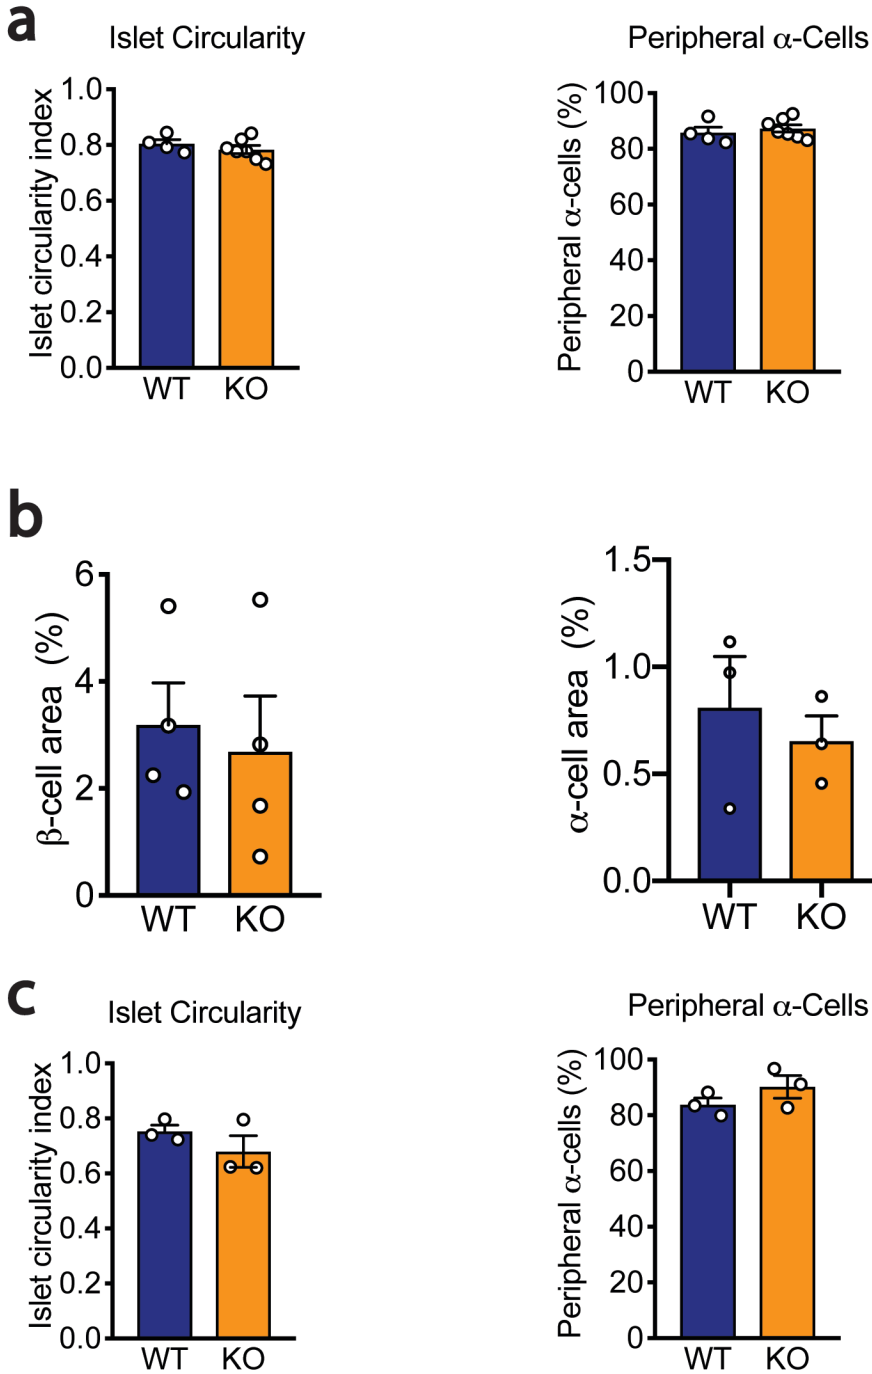 a
Islet Circularity
Islet circularity index
1.0
0.8
0.6
0.4
0.2
0.0
WT KO
Peripheral α-Cells
Peripheral α-cells (%)
100
80
60
40
20
0
WT KO
b
β-cell area (%)
6
4
2
0
WT KO
α-cell area (%)
1.5
1.0
0.5
0.0
WT KO
c
Islet Circularity
Islet circularity index
1.0
0.8
0.6
0.4
0.2
0.0
WT KO
Peripheral α-Cells
Peripheral α-cells (%)
100
80
60
40
20
0
WT KO